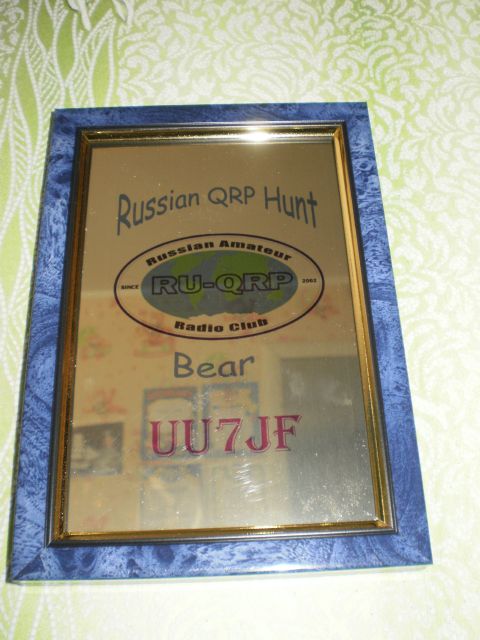 Russian QRP Hunt
Russian Amateur
SINCE RU-QRP 2003
Radio Club
Bear
UU7JF